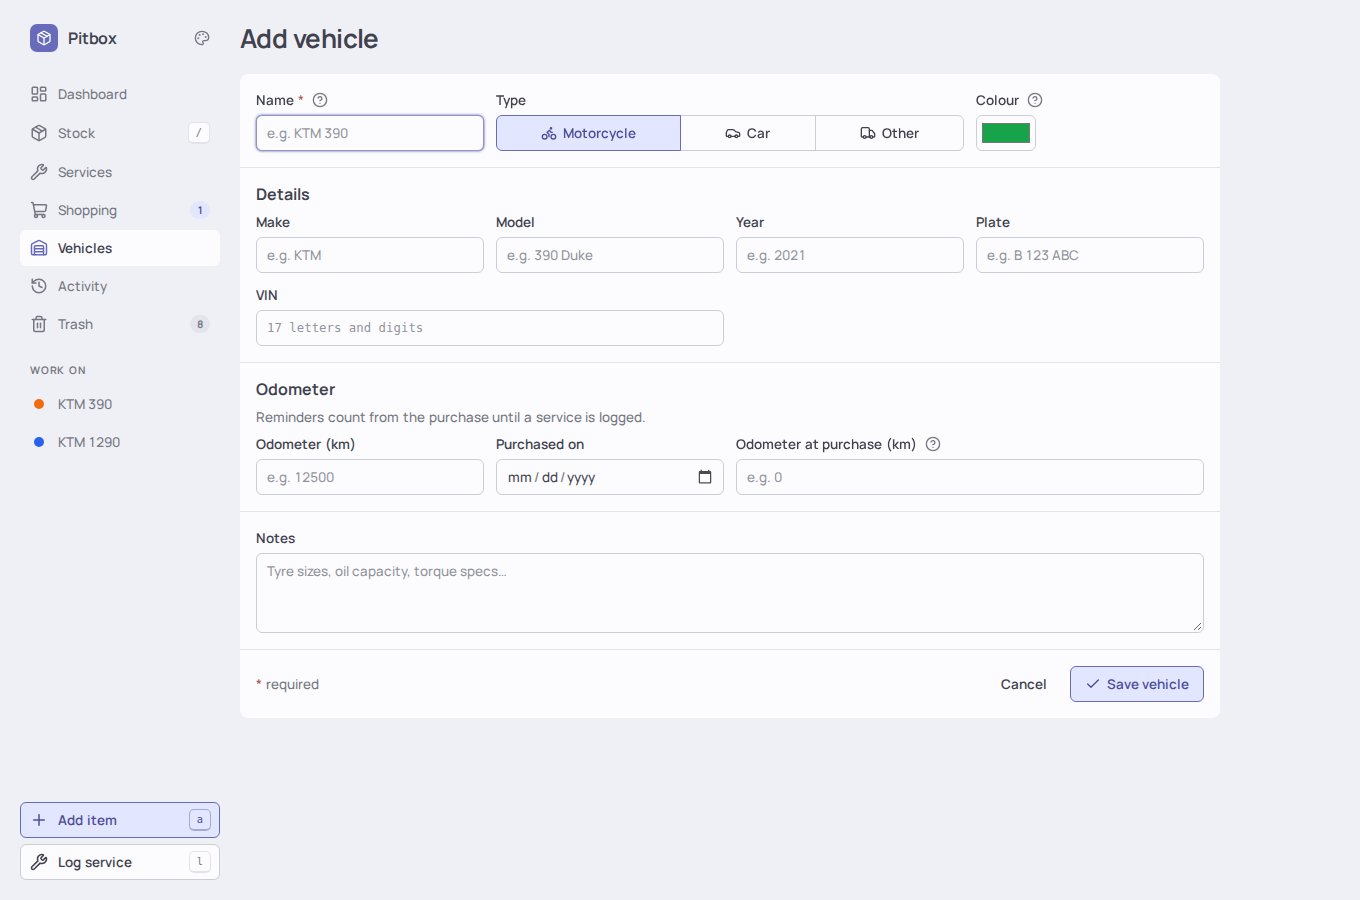 Pitbox
Dashboard
Stock /
Services
Shopping 1
Vehicles
Activity
Trash 8
WORK ON
KTM 390
KTM 1290
Add item a
Log service l
Add vehicle
Name * Type Colour
e.g. KTM 390 Motorcycle Car Other
Details
Make Model Year Plate
e.g. KTM e.g. 390 Duke e.g. 2021 e.g. B 123 ABC
VIN
17 letters and digits
Odometer
Reminders count from the purchase until a service is logged.
Odometer (km) Purchased on Odometer at purchase (km)
e.g. 12500 mm/dd/yyyy e.g. 0
Notes
Tyre sizes, oil capacity, torque specs…
* required Cancel Save vehicle